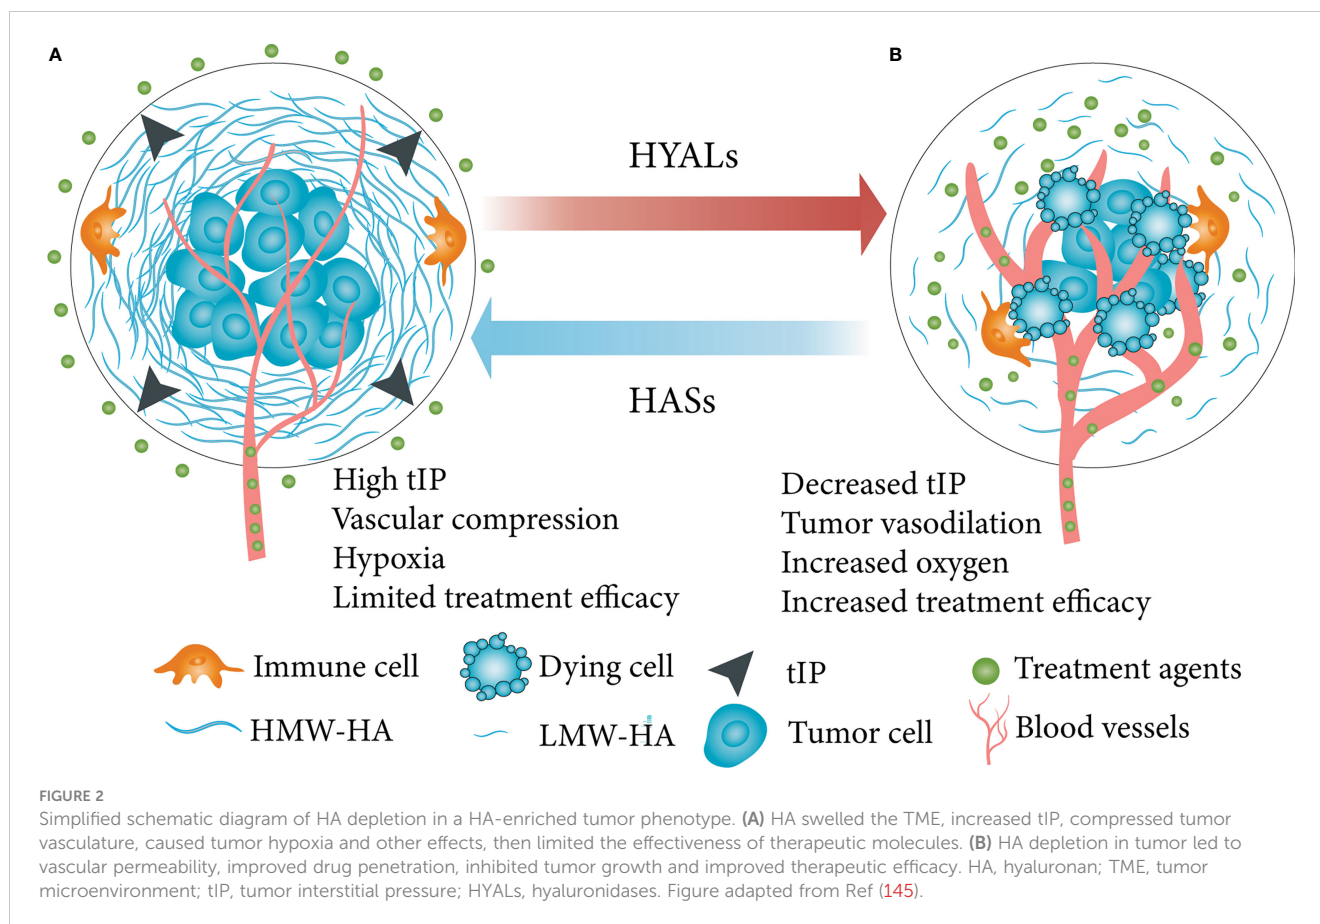 A
B
HYALs
HASs
High tIP
Vascular compression
Hypoxia
Limited treatment efficacy
Decreased tIP
Tumor vasodilation
Increased oxygen
Increased treatment efficacy
Immune cell
Dying cell
tIP
Treatment agents
HMW-HA
LMW-HA
Tumor cell
Blood vessels
FIGURE 2
Simplified schematic diagram of HA depletion in a HA-enriched tumor phenotype. (A) HA swelled the TME, increased tIP, compressed tumor
vasculature, caused tumor hypoxia and other effects, then limited the effectiveness of therapeutic molecules. (B) HA depletion in tumor led to
vascular permeability, improved drug penetration, inhibited tumor growth and improved therapeutic efficacy. HA, hyaluronan; TME, tumor
microenvironment; tIP, tumor interstitial pressure; HYALs, hyaluronidases. Figure adapted from Ref (145).